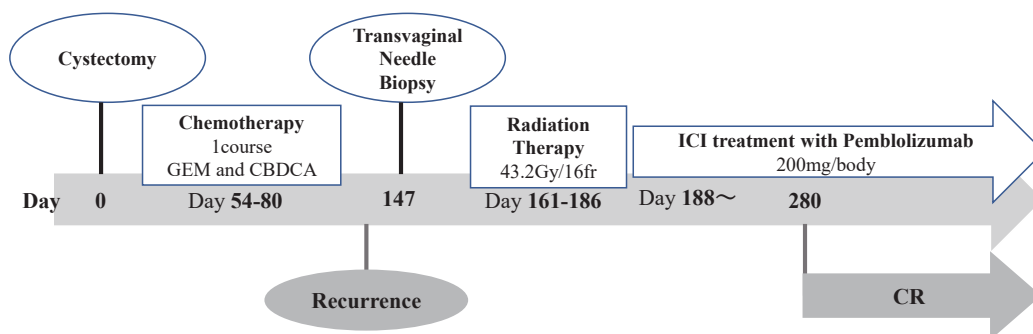 Cystectomy
Transvaginal
Needle
Biopsy
Chemotherapy
1course
GEM and CBDCA
Radiation
Therapy
43.2Gy/16fr
ICI treatment with Pemblolizumab
200mg/body
Day 0 Day 54-80 147 Day 161-186 Day 188～ 280
Recurrence
CR